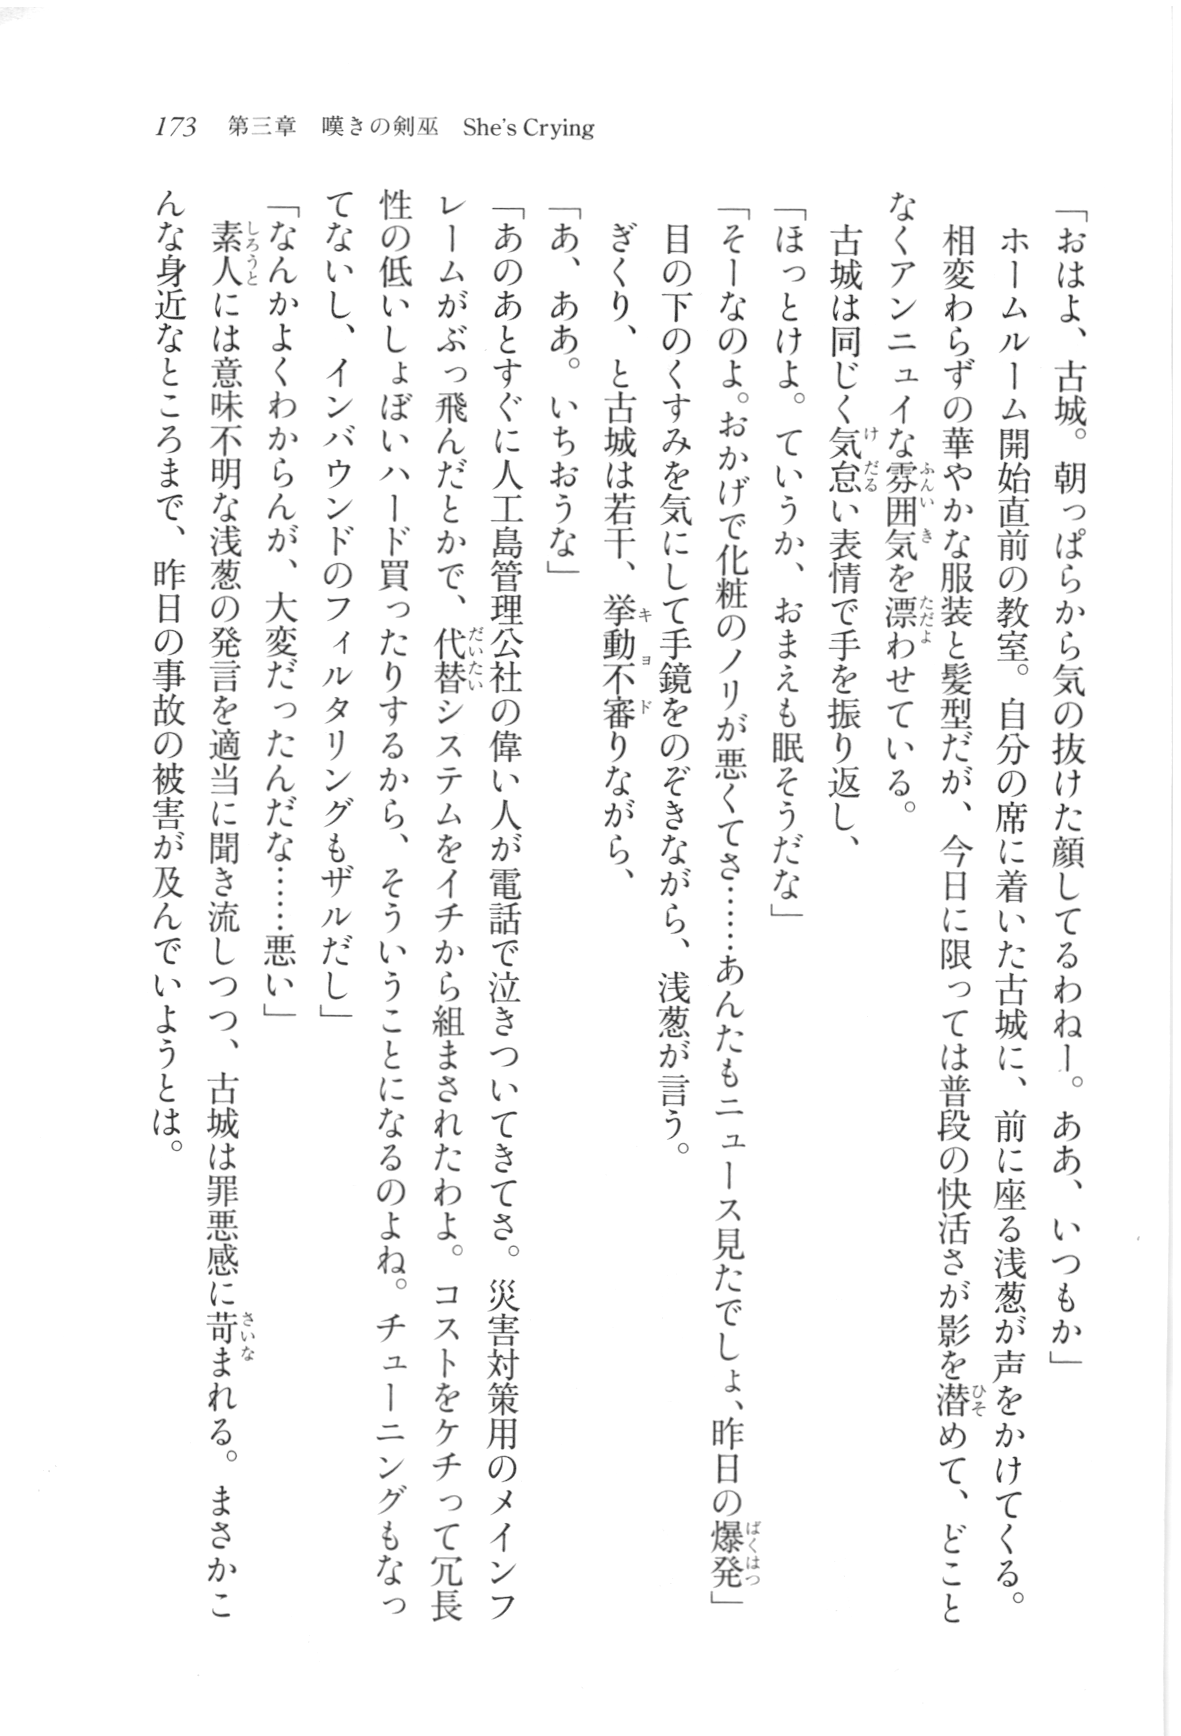 173 第三章 嘆きの剣巫 She's Crying
「おはよ、古城。朝っぱらから気の抜けた顔してるわねー。ああ、いつもか」
ホームルーム開始直前の教室。自分の席に着いた古城に、前に座る浅葱が声をかけてくる。
相変わらずの華やかな服装と髪型だが、今日に限っては普段の快活さが影を潜めて、どこと
なくアンニュイな雰囲気を漂わせている。
古城は同じく気怠い表情で手を振り返し、
「ほっとけよ。ていうか、おまえも眠そうだな」
「そーなのよ。おかげで化粧のノリが悪くてさ……あんたもニュース見たでしょ、昨日の爆発」
目の下のくすみを気にして手鏡をのぞきながら、浅葱が言う。
ぎくり、と古城は若干、挙動不審りながら、
「あ、ああ。いちおうな」
「あのあとすぐに人工島管理公社の偉い人が電話で泣きついてきてさ。災害対策用のメインフ
レームがぶっ飛んだとかで、代替システムをイチから組まされたわよ。コストをケチって冗長
性の低いしょぼいハード買ったりするから、そういうことになるのよね。チューニングもなっ
てないし、インバウンドのフィルタリングもザルだし」
「なんかよくわからんが、大変だったんだな……悪い」
素人には意味不明な浅葱の発言を適当に聞き流しつつ、古城は罪悪感に苛まれる。まさかこ
んな身近なところまで、昨日の事故の被害が及んでいようとは。